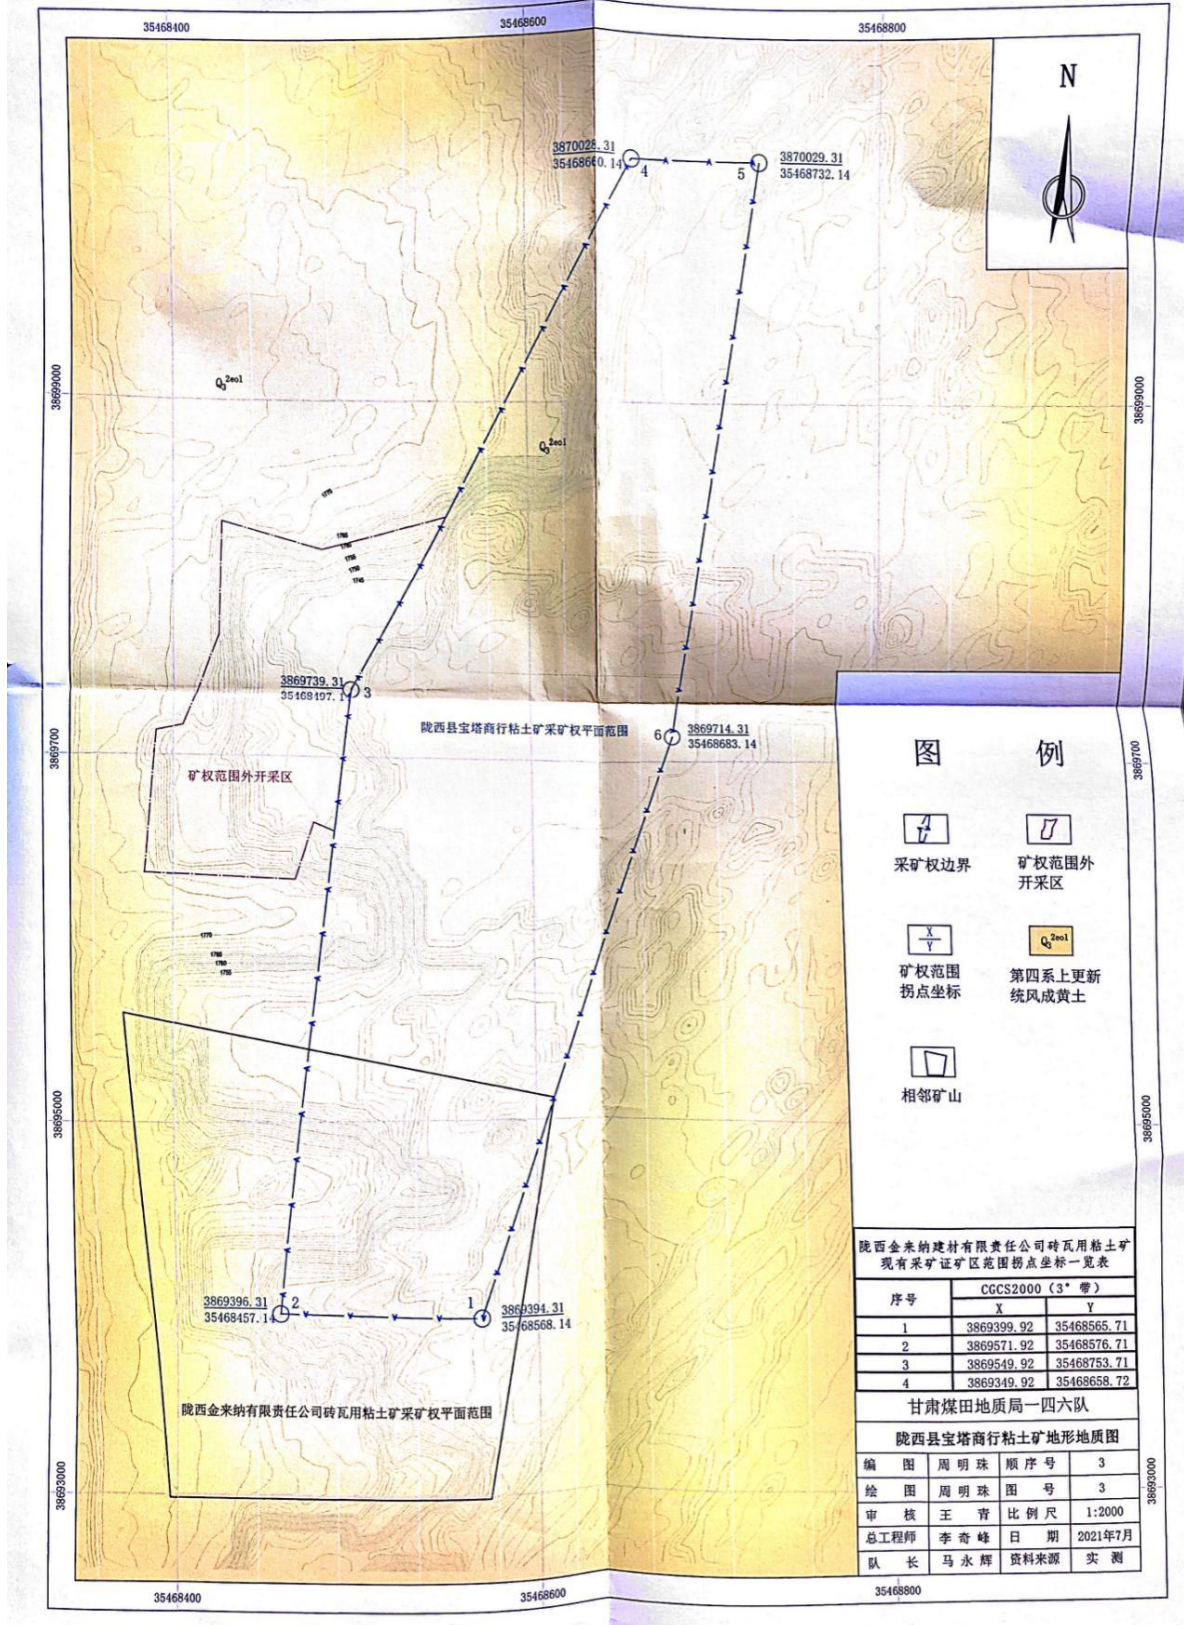 35468400
35468600
35468800
N
3870028.31
35468660.14
4
5
3870029.31
35468732.14
38699000
38699000
Q₃²ᵉᵒˡ
Q₃²ᵉᵒˡ
1770
1765
1760
1755
1750
1745
3869739.31
35468497.1
3
陇西县宝塔商行粘土矿采矿权平面范围
6
3869714.31
35468683.14
3869700
3869700
矿权范围外开采区
图 例
采矿权边界
矿权范围外
开采区
X
Y
矿权范围
拐点坐标
Q₃²ᵉᵒˡ
第四系上更新
统风成黄土
相邻矿山
1770
1765
1760
1755
38695000
38695000
3869396.31
35468457.14
2
1
3869394.31
35468568.14
陇西金来纳有限责任公司砖瓦用粘土矿采矿权平面范围
陇西金来纳建材有限责任公司砖瓦用粘土矿
现有采矿证矿区范围拐点坐标一览表
序号 CGCS2000（3°带）
X Y
1 3869399.92 35468565.71
2 3869571.92 35468576.71
3 3869549.92 35468753.71
4 3869349.92 35468658.72
甘肃煤田地质局一四六队
陇西县宝塔商行粘土矿地形地质图
编 图 周明珠 顺序号 3
绘 图 周明珠 图 号 3
审 核 王 青 比例尺 1:2000
总工程师 李奇峰 日 期 2021年7月
队 长 马永辉 资料来源 实 测
38693000
38693000
35468400
35468600
35468800